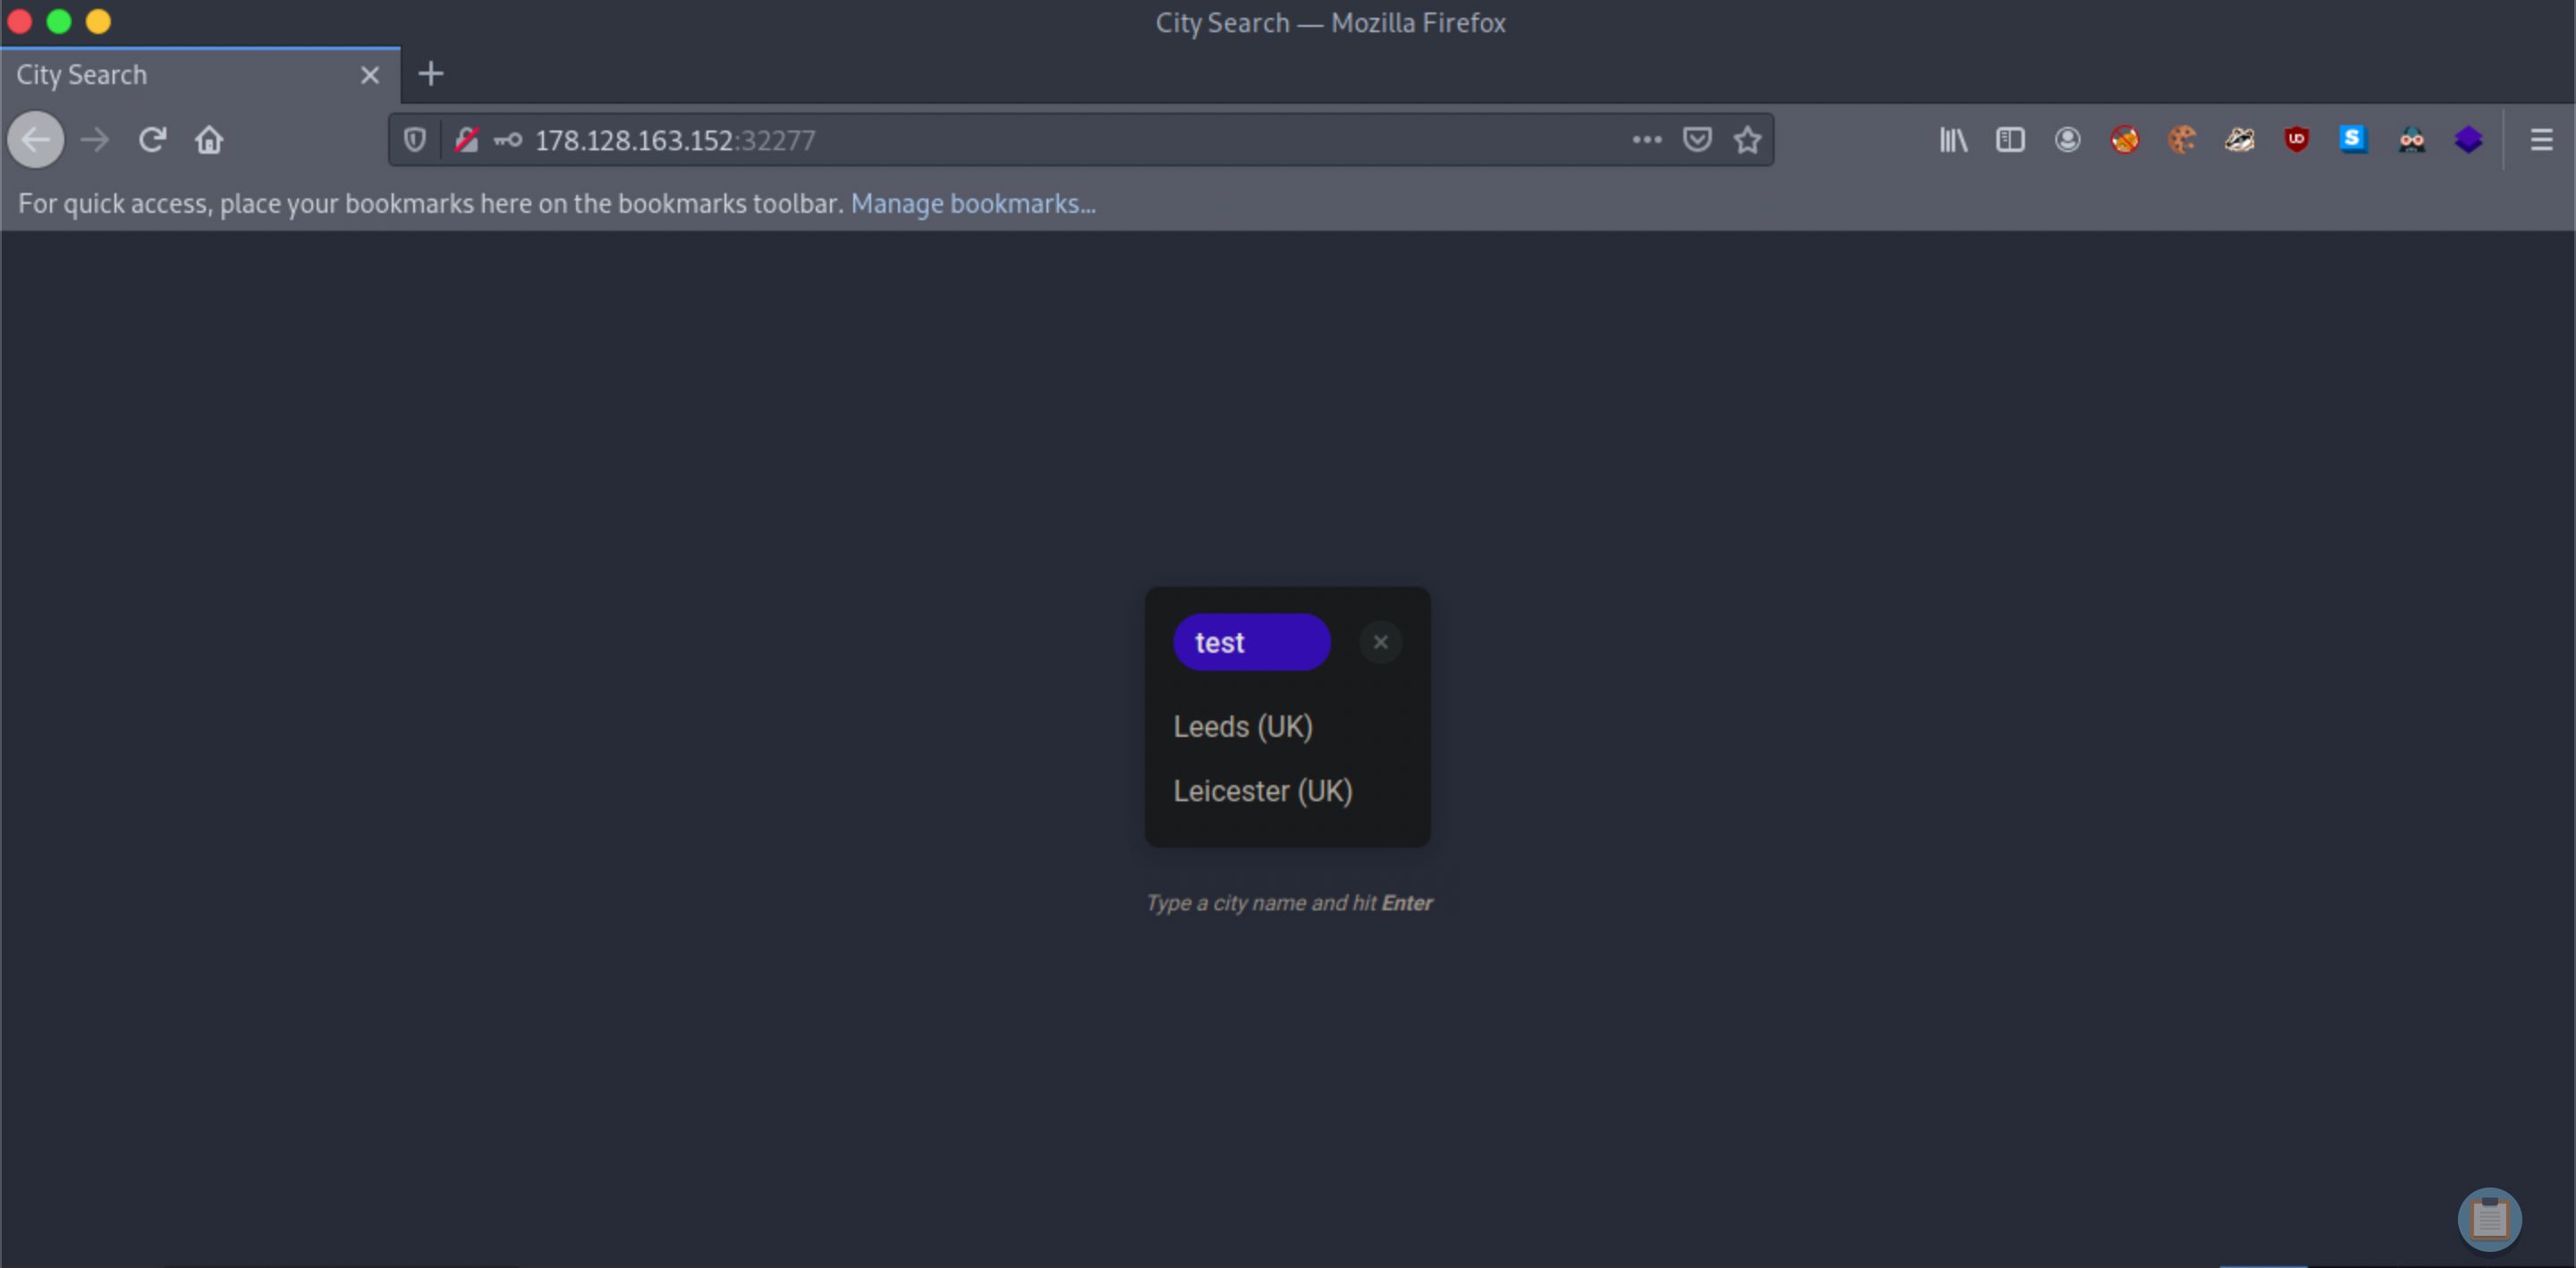 City Search — Mozilla Firefox
City Search
178.128.163.152:32277
For quick access, place your bookmarks here on the bookmarks toolbar. Manage bookmarks...
test
Leeds (UK)
Leicester (UK)
Type a city name and hit Enter